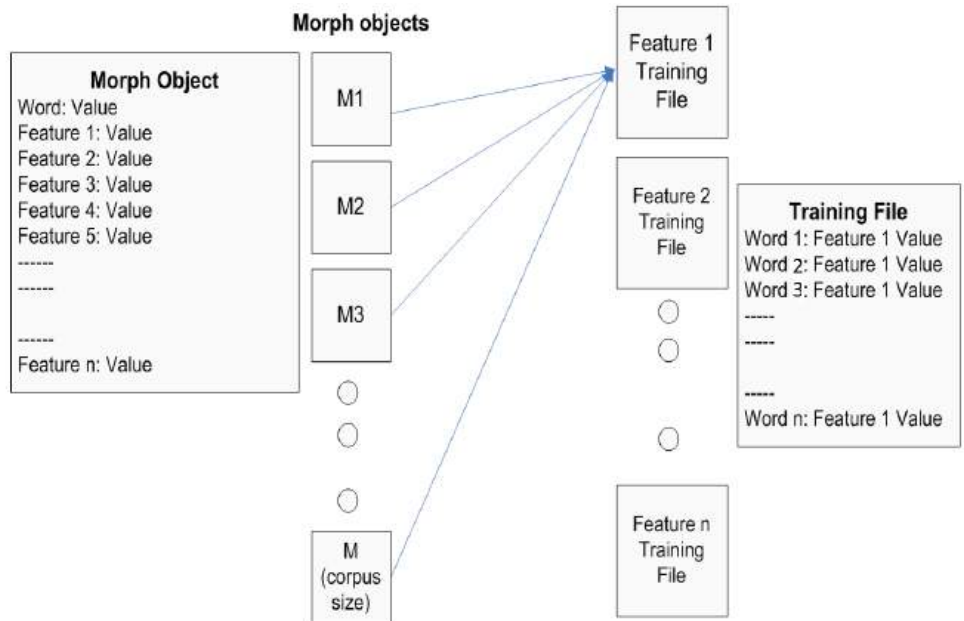 Morph objects
Morph Object
Word: Value
Feature 1: Value
Feature 2: Value
Feature 3: Value
Feature 4: Value
Feature 5: Value
------
------
------
Feature n: Value
M1
M2
M3
M
(corpus
size)
Feature 1
Training
File
Feature 2
Training
File
Feature n
Training
File
Training File
Word 1: Feature 1 Value
Word 2: Feature 1 Value
Word 3: Feature 1 Value
-----
-----
-----
Word n: Feature 1 Value